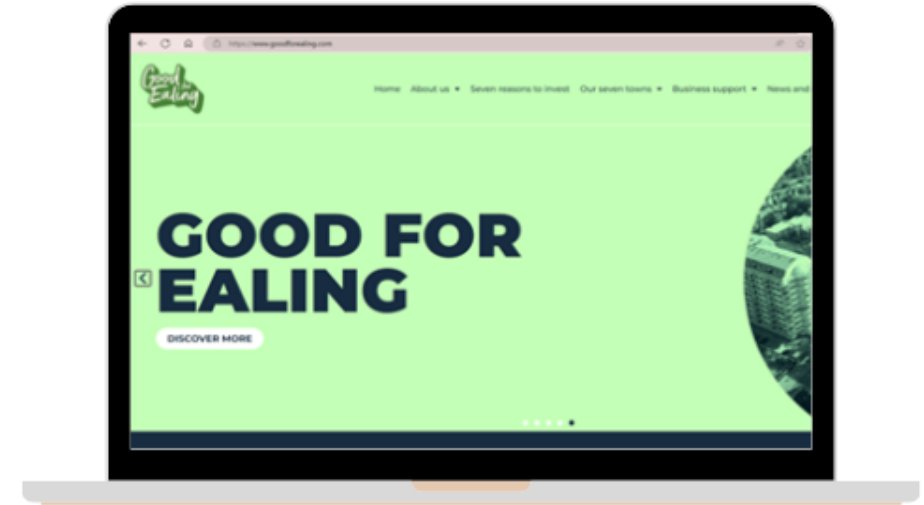 https://www.goodforealing.com
Good for
Ealing
Home About us Seven reasons to invest Our seven towns Business support News and
GOOD FOR
EALING
DISCOVER MORE